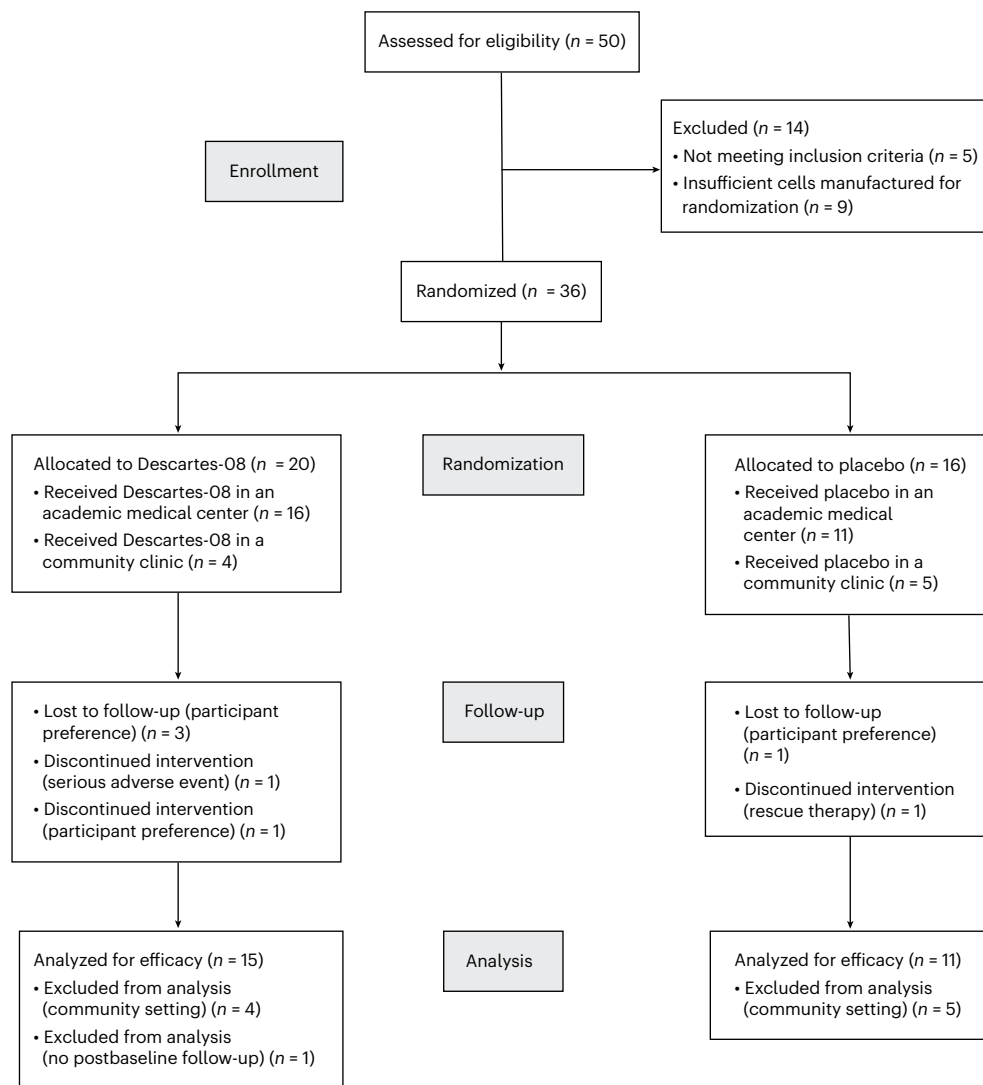 Assessed for eligibility (n = 50)
Excluded (n = 14)
• Not meeting inclusion criteria (n = 5)
• Insufficient cells manufactured for
randomization (n = 9)
Enrollment
Randomized (n = 36)
Allocated to Descartes-08 (n = 20)
• Received Descartes-08 in an
academic medical center (n = 16)
• Received Descartes-08 in a
community clinic (n = 4)
Randomization
Allocated to placebo (n = 16)
• Received placebo in an
academic medical
center (n = 11)
• Received placebo in a
community clinic (n = 5)
• Lost to follow-up (participant
preference) (n = 3)
• Discontinued intervention
(serious adverse event) (n = 1)
• Discontinued intervention
(participant preference) (n = 1)
Follow-up
• Lost to follow-up
(participant preference)
(n = 1)
• Discontinued intervention
(rescue therapy) (n = 1)
Analyzed for efficacy (n = 15)
• Excluded from analysis
(community setting) (n = 4)
• Excluded from analysis
(no postbaseline follow-up) (n = 1)
Analysis
Analyzed for efficacy (n = 11)
• Excluded from analysis
(community setting) (n = 5)